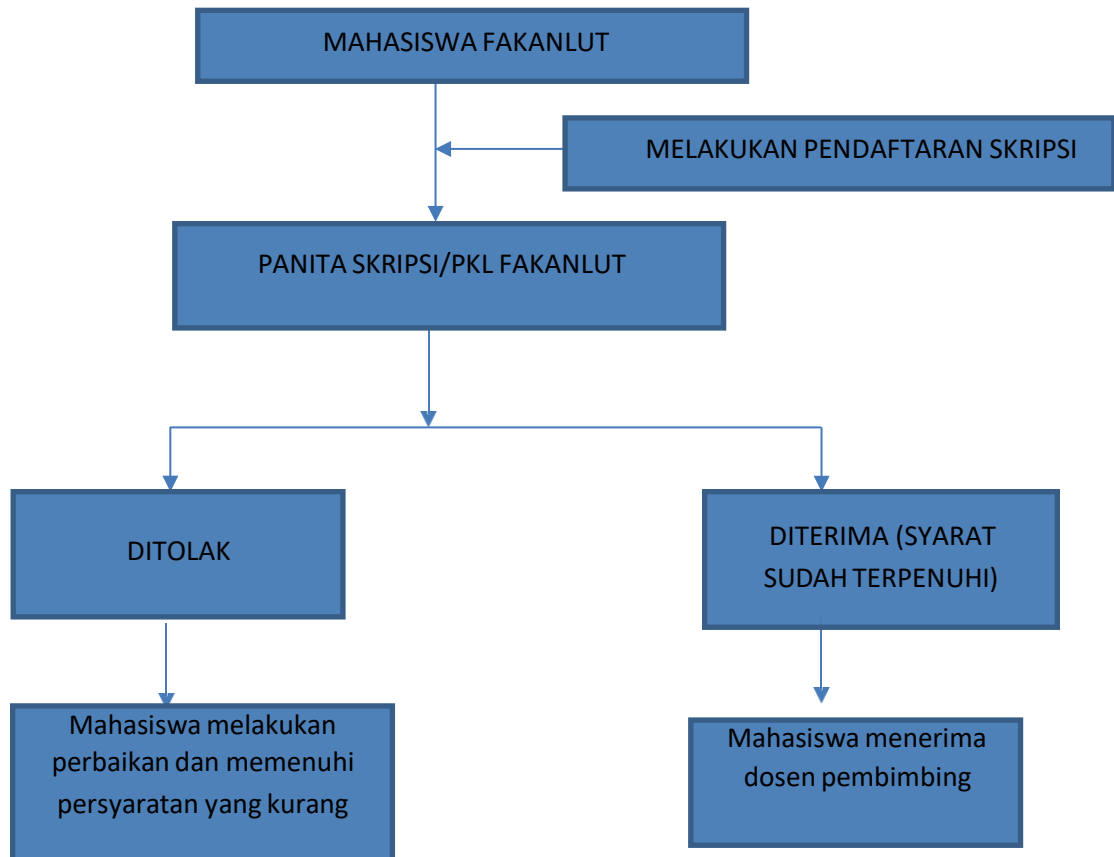 MAHASISWA FAKANLUT
MELAKUKAN PENDAFTARAN SKRIPSI
PANITA SKRIPSI/PKL FAKANLUT
DITOLAK
DITERIMA (SYARAT
SUDAH TERPENUHI)
Mahasiswa melakukan
perbaikan dan memenuhi
persyaratan yang kurang
Mahasiswa menerima
dosen pembimbing